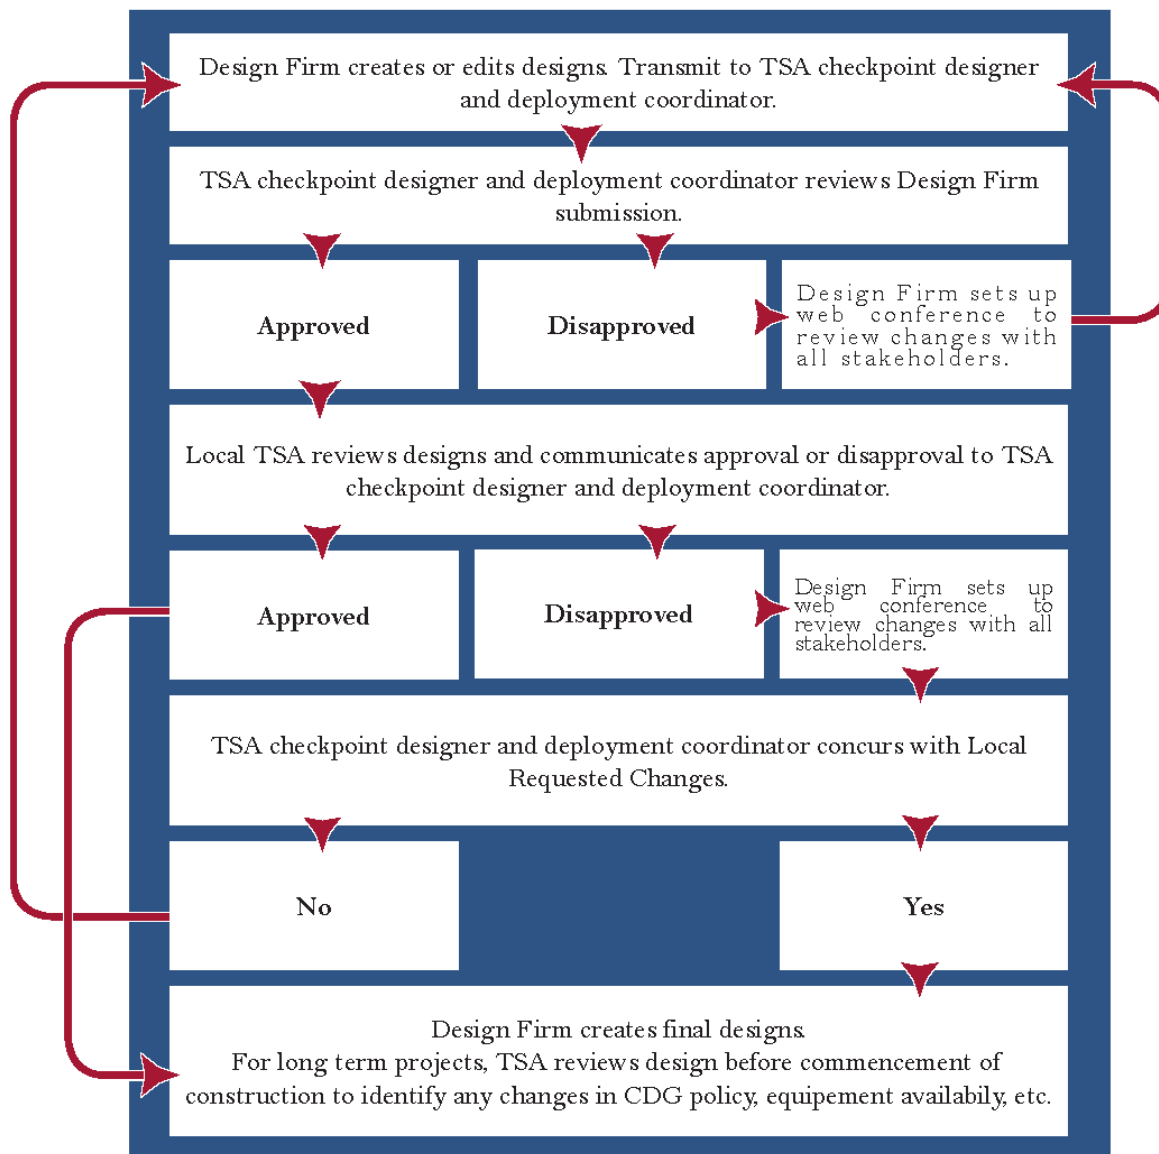 Design Firm creates or edits designs. Transmit to TSA checkpoint designer
and deployment coordinator.
TSA checkpoint designer and deployment coordinator reviews Design Firm
submission.
Approved
Disapproved
Design Firm sets up
web conference to
review changes with
all stakeholders.
Local TSA reviews designs and communicates approval or disapproval to TSA
checkpoint designer and deployment coordinator.
Approved
Disapproved
Design Firm sets up
web conference to
review changes with all
stakeholders.
TSA checkpoint designer and deployment coordinator concurs with Local
Requested Changes.
No
Yes
Design Firm creates final designs.
For long term projects, TSA reviews design before commencement of
construction to identify any changes in CDG policy, equipement availabily, etc.